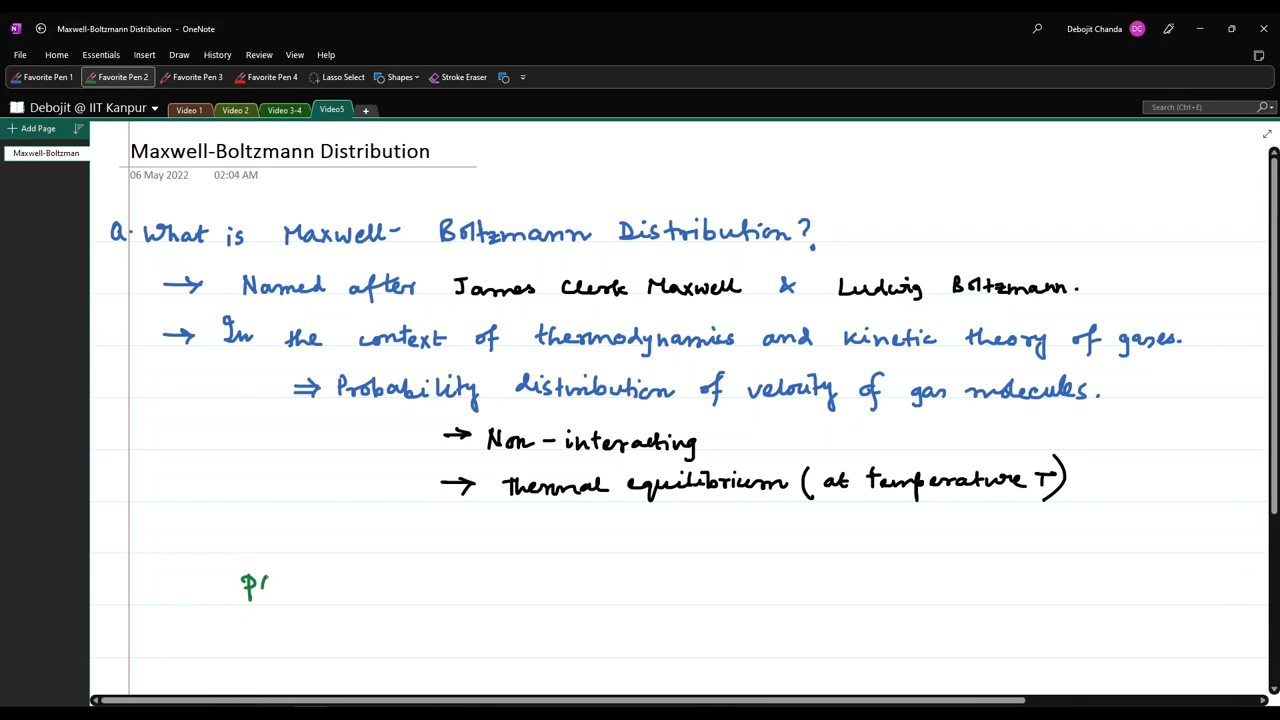 Maxwell-Boltzmann Distribution - OneNote
Debojit Chanda DC
File Home Essentials Insert Draw History Review View Help
Favorite Pen 1 Favorite Pen 2 Favorite Pen 3 Favorite Pen 4 Lasso Select Shapes Stroke Eraser
Debojit @ IIT Kanpur Video 1 Video 2 Video 3-4 Video5 + Search (Ctrl+E)
+ Add Page
Maxwell-Boltzman
Maxwell-Boltzmann Distribution
06 May 2022 02:04 AM
Q. What is Maxwell- Boltzmann Distribution?
→ Named after James Clerk Maxwell & Ludwig Boltzmann.
→ In the context of thermodynamics and kinetic theory of gases.
⇒ Probability distribution of velocity of gas molecules.
→ Non-interacting
→ Thermal equilibrium (at temperature T)
p(